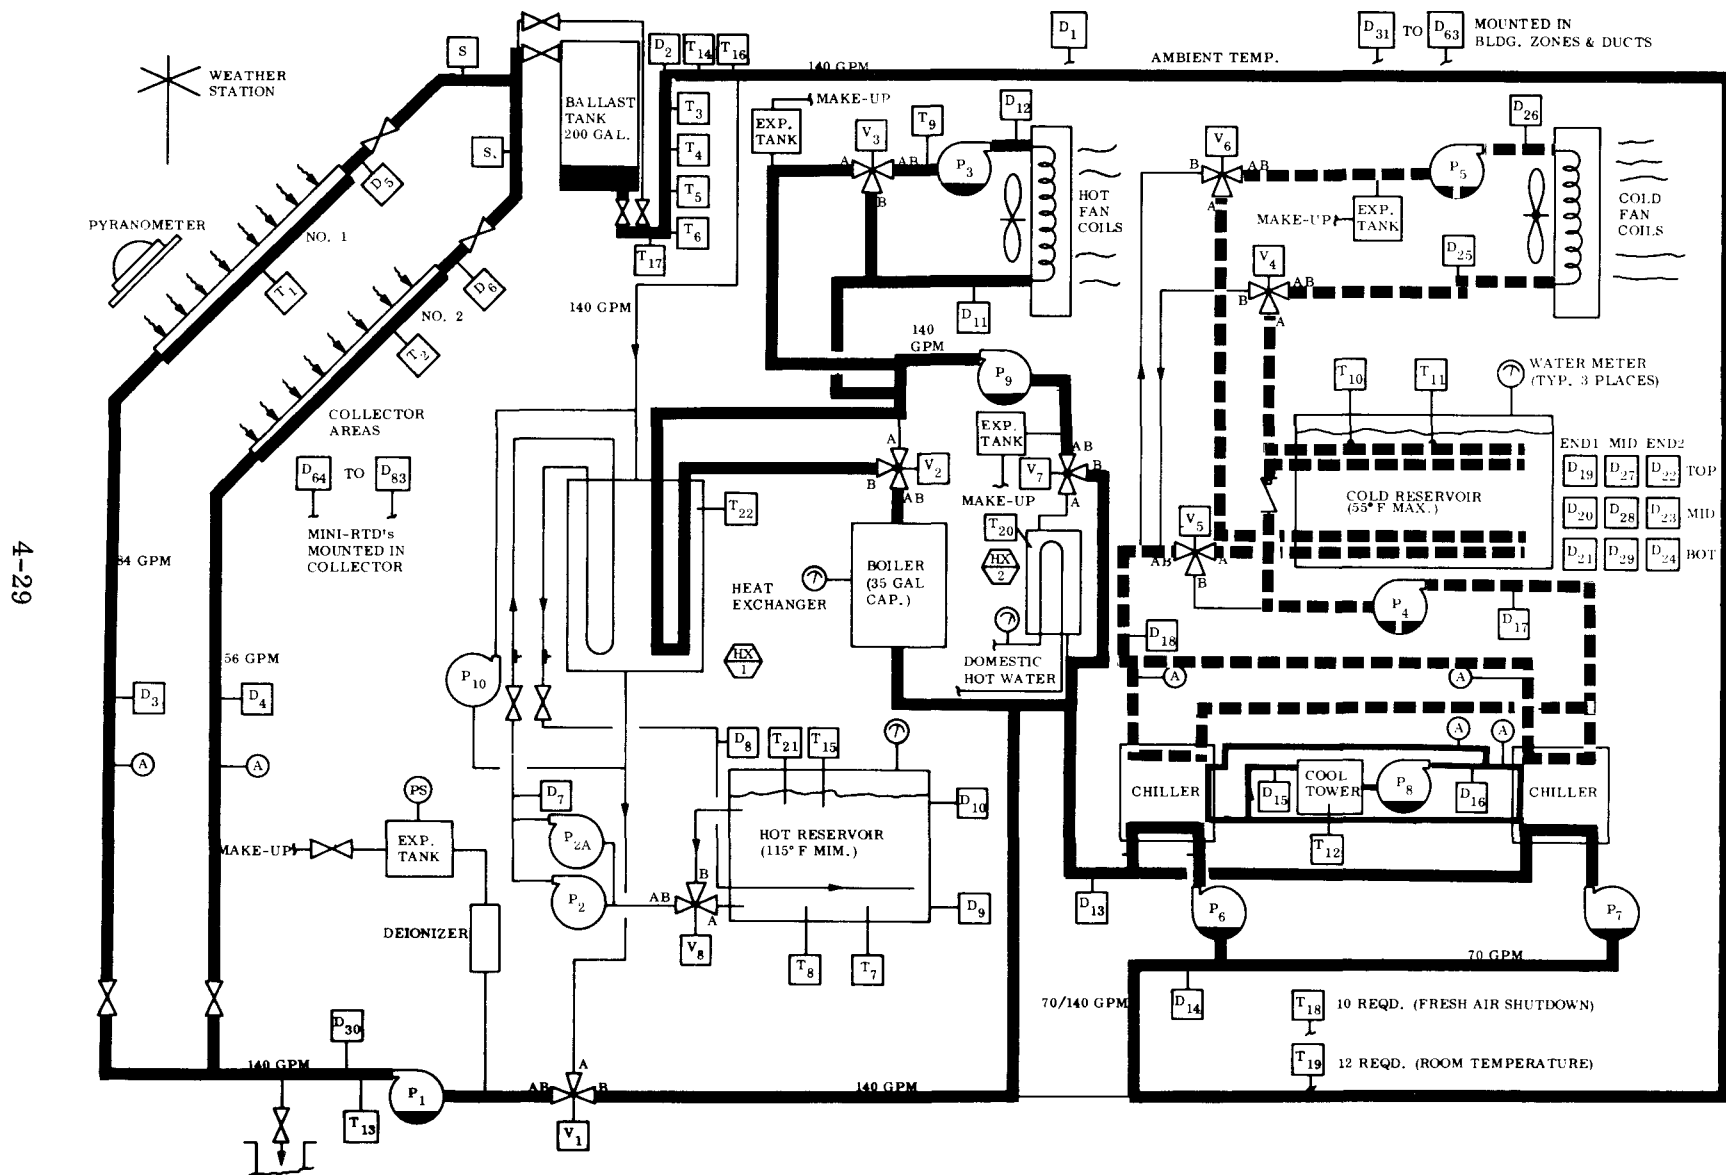 D1
D31 TO D63 MOUNTED IN
BLDG. ZONES & DUCTS
WEATHER
STATION
S
D2 T14 T16
140 GPM
AMBIENT TEMP.
BALLAST
TANK
200 GAL.
T3
T4
T5
T6
T17
EXP.
TANK
MAKE-UP
V3
T9
D12
A AB
B
P3
HOT
FAN
COILS
D11
V6
B AB
A
P5
D26
MAKE-UP
EXP.
TANK
D25
COLD
FAN
COILS
V4
AB
B
A
S.
D5
PYRANOMETER
NO. 1
T1
D6
NO. 2
T2
140 GPM
140
GPM
P9
COLLECTOR
AREAS
D64 TO D83
MINI-RTD's
MOUNTED IN
COLLECTOR
EXP.
TANK
MAKE-UP
AB
V7
B
A
A
V2
B
AB
T22
T10 T11
WATER METER
(TYP. 3 PLACES)
END1 MID END2
D19 D27 D22 TOP
D20 D28 D23 MID
D21 D29 D24 BOT
COLD RESERVOIR
(55° F MAX.)
V5
AB A
B
4-29
84 GPM
HEAT
EXCHANGER
BOILER
(35 GAL
CAP.)
T20
HX
2
P4
D17
D18
56 GPM
HX
1
DOMESTIC
HOT WATER
P10
D3
D4
A
A
A
A
D8 T21 T15
A
A
D7
D10
CHILLER
D15
COOL
TOWER
P8
D16
CHILLER
PS
MAKE-UP
EXP.
TANK
P2A
HOT RESERVOIR
(115° F MIM.)
T12
B
AB
A
P2
D9
D13
P6
P7
DEIONIZER
V8
T8 T7
70 GPM
70/140 GPM
D14
T18 10 REQD. (FRESH AIR SHUTDOWN)
D30
140 GPM
T19 12 REQD. (ROOM TEMPERATURE)
A
AB B
140 GPM
P1
T13
V1